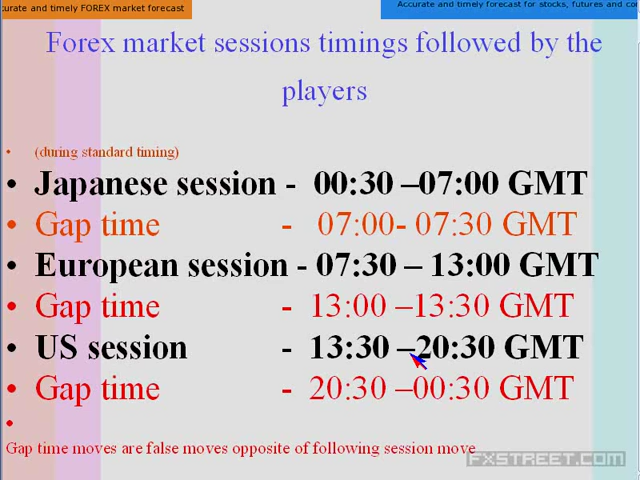 urate and timely FOREX market forecast
Accurate and timely forecast for stocks, futures and co
Forex market sessions timings followed by the
players
• (during standard timing)
• Japanese session - 00:30 –07:00 GMT
• Gap time - 07:00- 07:30 GMT
• European session - 07:30 – 13:00 GMT
• Gap time - 13:00 –13:30 GMT
• US session - 13:30 –20:30 GMT
• Gap time - 20:30 –00:30 GMT
•
Gap time moves are false moves opposite of following session move
FXSTREET.COM